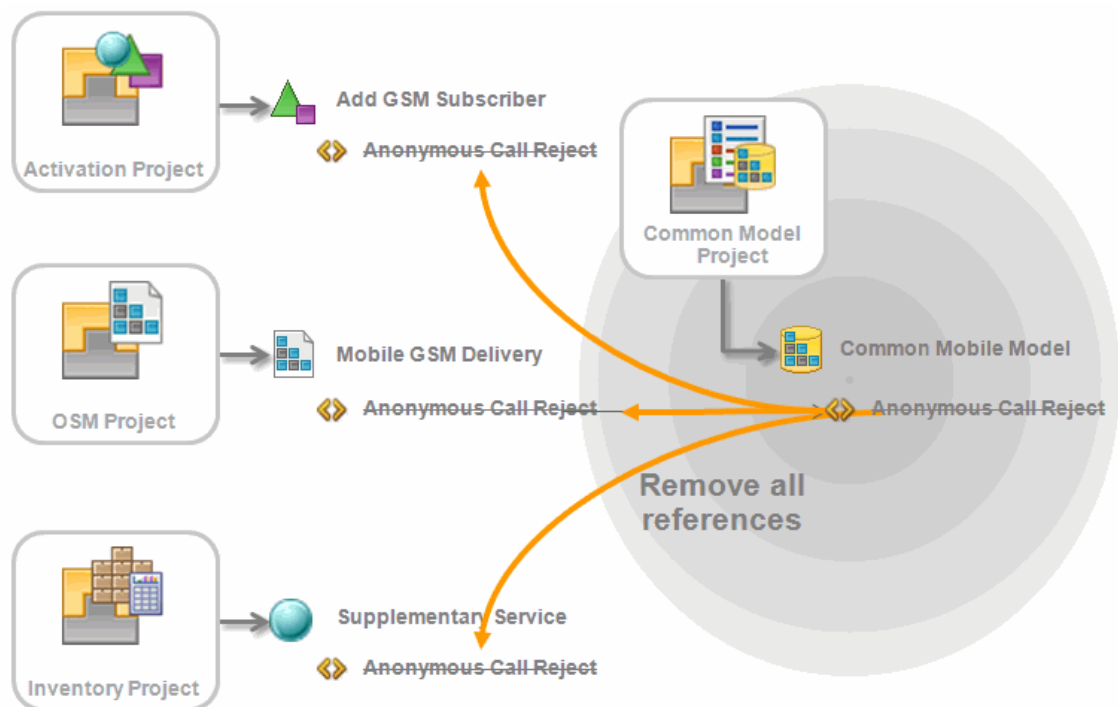 Activation Project
Add GSM Subscriber
Anonymous Call Reject
Common Model
Project
OSM Project
Mobile GSM Delivery
Anonymous Call Reject
Common Mobile Model
Anonymous Call Reject
Remove all
references
Inventory Project
Supplementary Service
Anonymous Call Reject